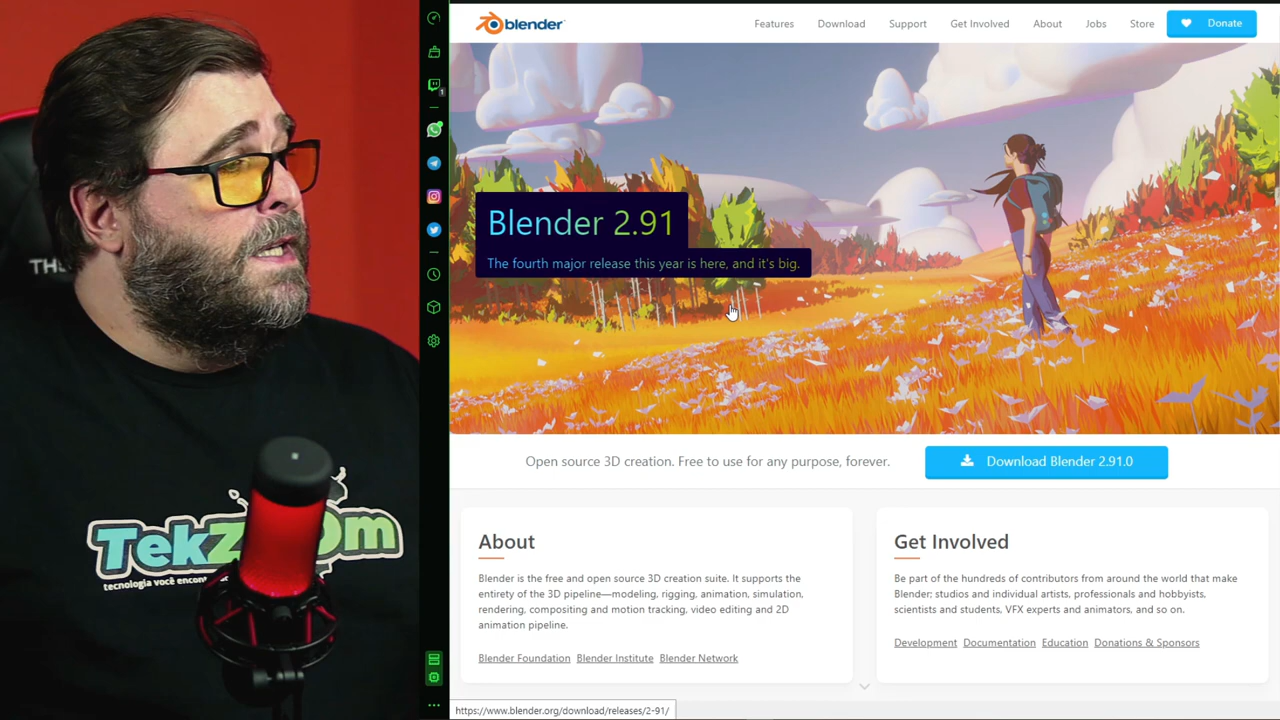 blender
Features Download Support Get Involved About Jobs Store Donate
Blender 2.91
The fourth major release this year is here, and it's big.
Open source 3D creation. Free to use for any purpose, forever.
Download Blender 2.91.0
About
Blender is the free and open source 3D creation suite. It supports the
entirety of the 3D pipeline—modeling, rigging, animation, simulation,
rendering, compositing and motion tracking, video editing and 2D
animation pipeline.
Blender Foundation Blender Institute Blender Network
Get Involved
Be part of the hundreds of contributors from around the world that make
Blender: studios and individual artists, professionals and hobbyists,
scientists and students, VFX experts and animators, and so on.
Development Documentation Education Donations & Sponsors
https://www.blender.org/download/releases/2-91/
1
tecnologia você